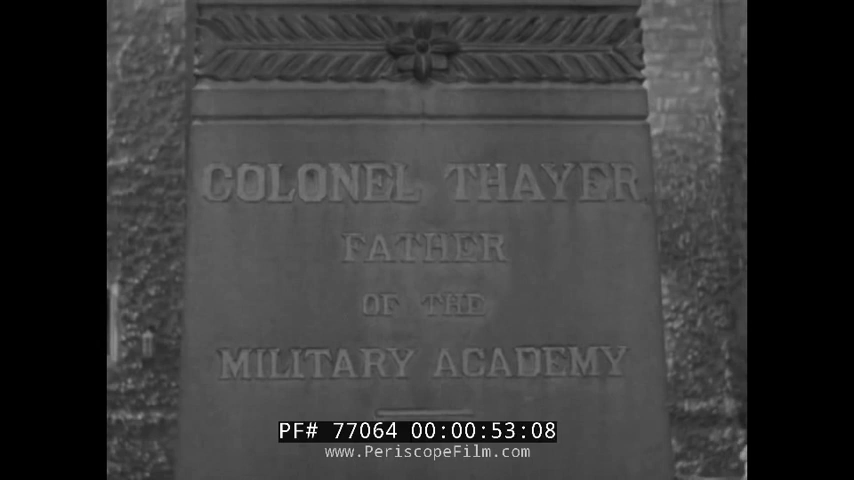 COLONEL THAYER
FATHER
OF THE
MILITARY ACADEMY
PF# 77064 00:00:53:08
www.PeriscopeFilm.com